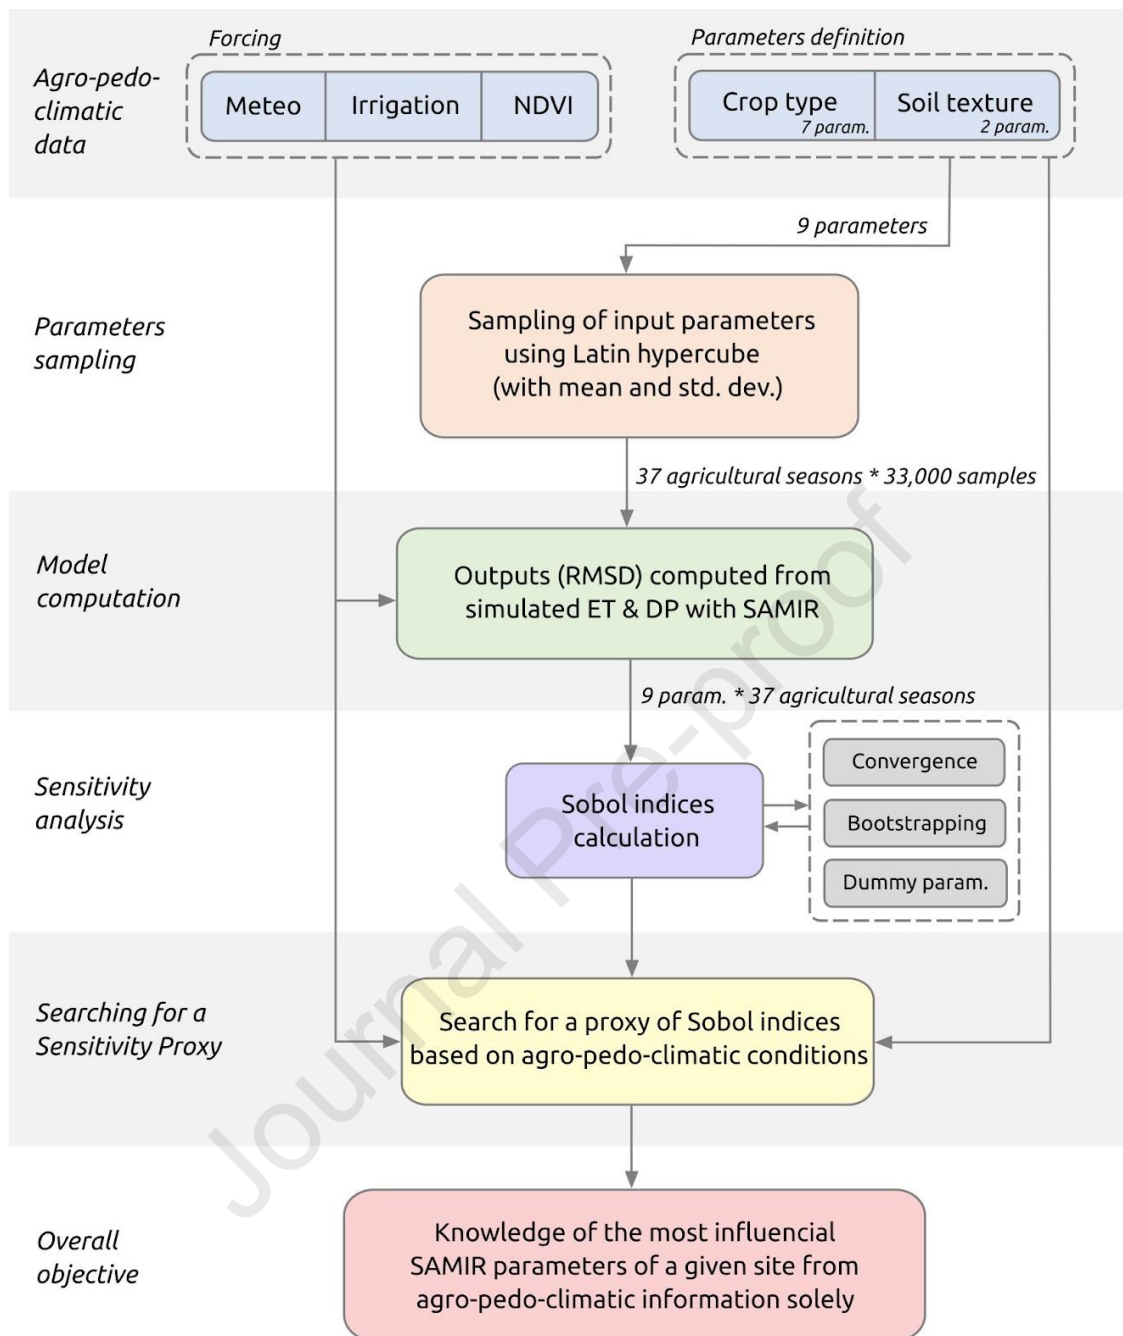 Forcing
Parameters definition
Agro-pedo-
climatic
data
Meteo
Irrigation
NDVI
Crop type
7 param.
Soil texture
2 param.
9 parameters
Parameters
sampling
Sampling of input parameters
using Latin hypercube
(with mean and std. dev.)
37 agricultural seasons * 33,000 samples
Model
computation
Outputs (RMSD) computed from
simulated ET & DP with SAMIR
9 param. * 37 agricultural seasons
Sensitivity
analysis
Sobol indices
calculation
Convergence
Bootstrapping
Dummy param.
Searching for a
Sensitivity Proxy
Search for a proxy of Sobol indices
based on agro-pedo-climatic conditions
Overall
objective
Knowledge of the most influencial
SAMIR parameters of a given site from
agro-pedo-climatic information solely
Journal Pre-proof